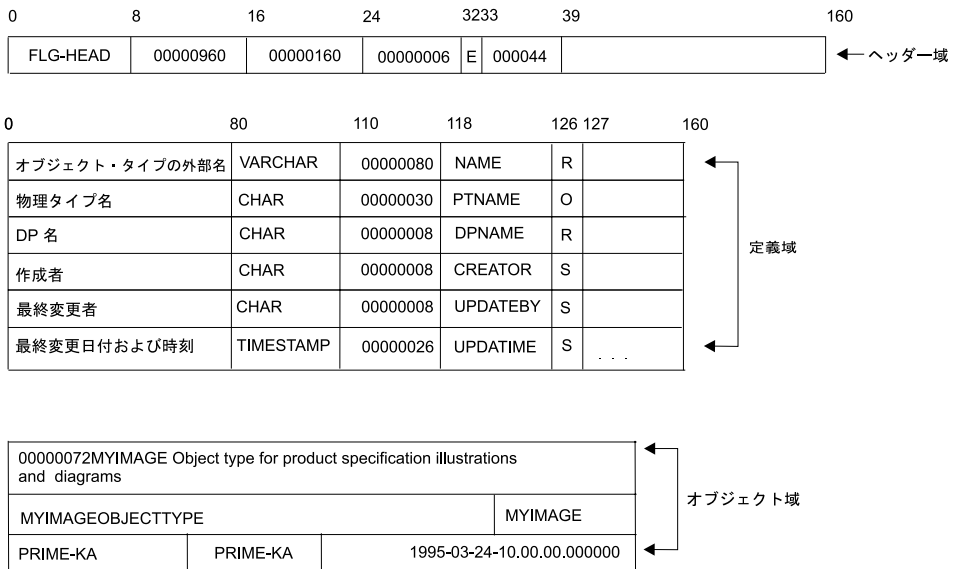 0 8 16 24 3233 39 160
FLG-HEAD 00000960 00000160 00000006 E 000044 ヘッダー域
0 80 110 118 126 127 160
オブジェクト・タイプの外部名 VARCHAR 00000080 NAME R
物理タイプ名 CHAR 00000030 PTNAME O
DP 名 CHAR 00000008 DPNAME R
定義域
作成者 CHAR 00000008 CREATOR S
最終変更者 CHAR 00000008 UPDATEBY S
最終変更日付および時刻 TIMESTAMP 00000026 UPDATIME S . . .
00000072MYIMAGE Object type for product specification illustrations
and diagrams
オブジェクト域
MYIMAGEOBJECTTYPE MYIMAGE
PRIME-KA PRIME-KA 1995-03-24-10.00.00.000000